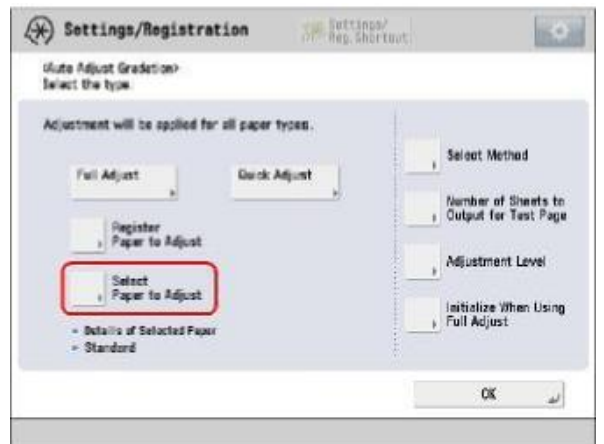 Settings/Registration
Settings/
Reg.Shortcut
<Auto Adjust Gradation>
Select the type.
Adjustment will be applied for all paper types.
Full Adjust
Quick Adjust
Register
Paper to Adjust
Select
Paper to Adjust
Details of Selected Paper
Standard
Select Method
Number of Sheets to
Output for Test Page
Adjustment Level
Initialize When Using
Full Adjust
OK